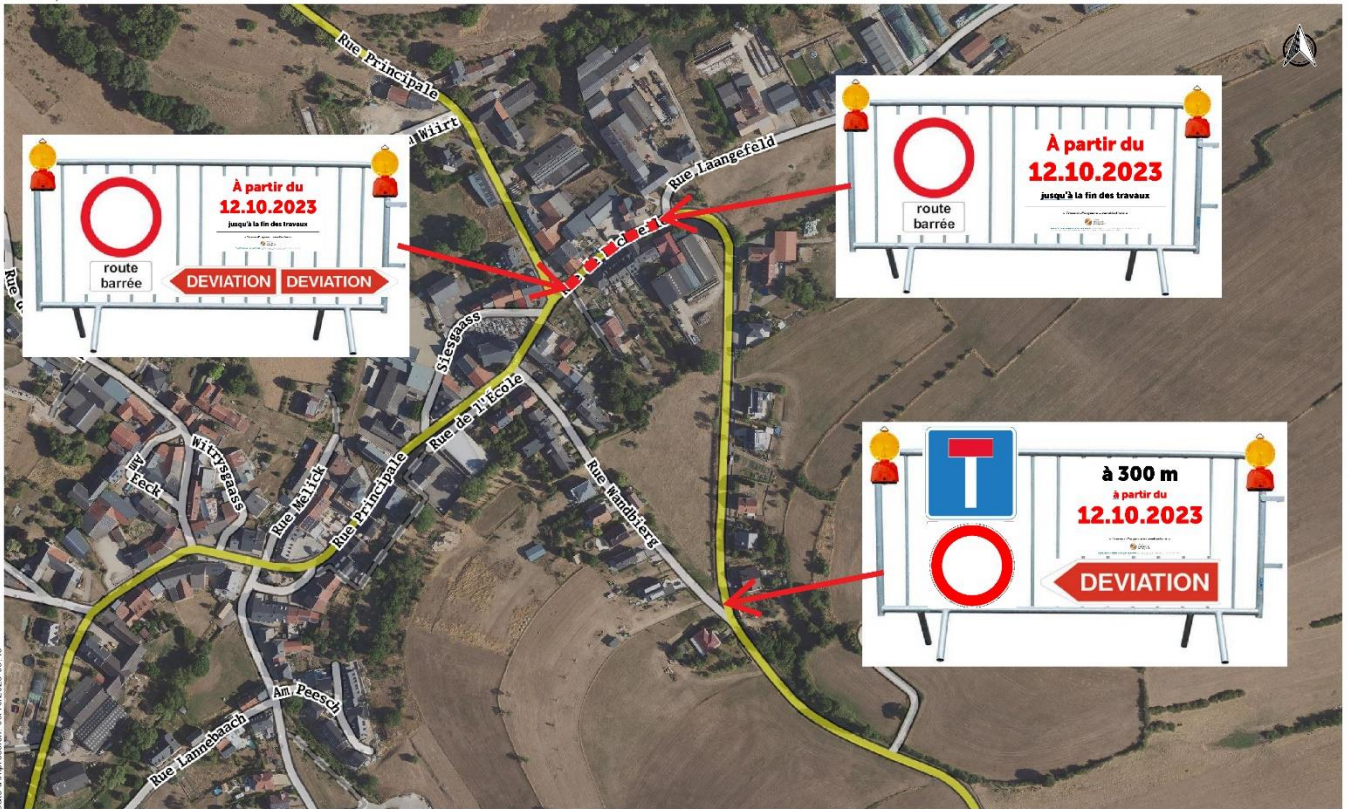 Rue Principale
Wiirt
Rue Laangefeld
À partir du
12.10.2023
jusqu'à la fin des travaux
route
barrée
DEVIATION DEVIATION
À partir du
12.10.2023
jusqu'à la fin des travaux
route
barrée
Siesgaass
Rue de l'École
Rue Principale
Rue Wandbierg
Witrysgaass
Am Eeck
Rue Melick
à 300 m
à partir du
12.10.2023
DEVIATION
Am Peesch
Rue Lannebaach